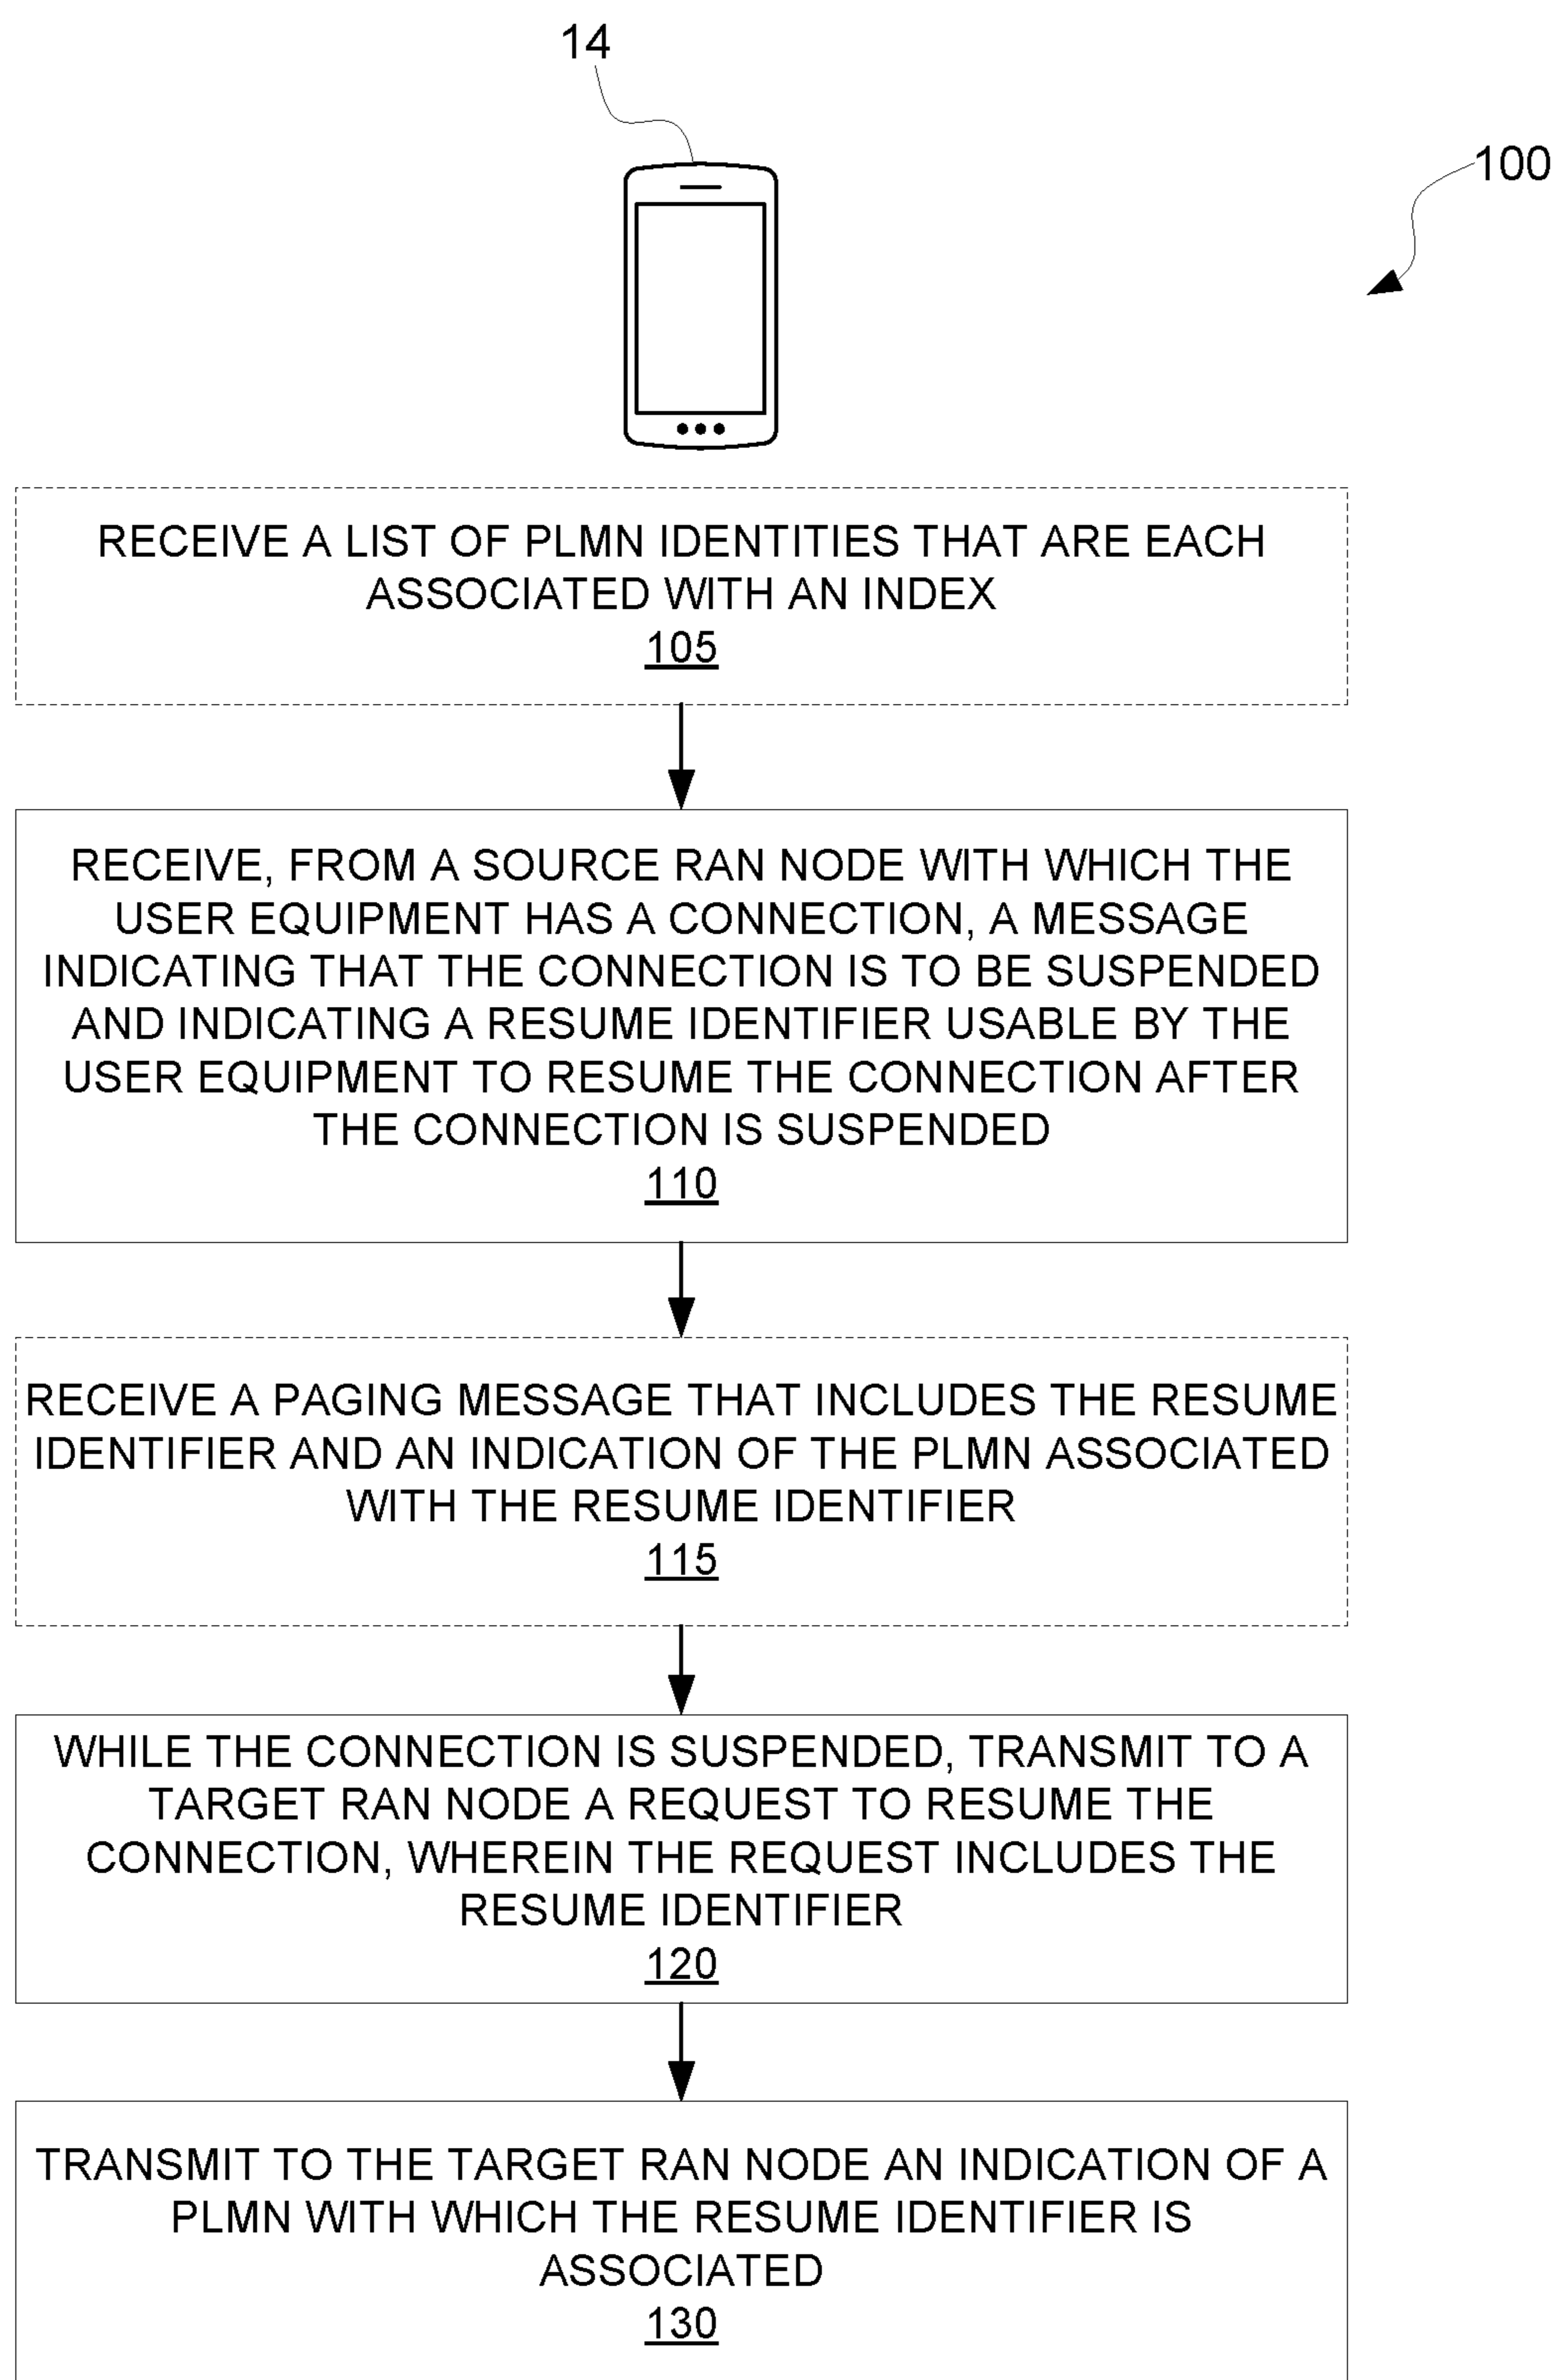 14
100
RECEIVE A LIST OF PLMN IDENTITIES THAT ARE EACH
ASSOCIATED WITH AN INDEX
105
RECEIVE, FROM A SOURCE RAN NODE WITH WHICH THE
USER EQUIPMENT HAS A CONNECTION, A MESSAGE
INDICATING THAT THE CONNECTION IS TO BE SUSPENDED
AND INDICATING A RESUME IDENTIFIER USABLE BY THE
USER EQUIPMENT TO RESUME THE CONNECTION AFTER
THE CONNECTION IS SUSPENDED
110
RECEIVE A PAGING MESSAGE THAT INCLUDES THE RESUME
IDENTIFIER AND AN INDICATION OF THE PLMN ASSOCIATED
WITH THE RESUME IDENTIFIER
115
WHILE THE CONNECTION IS SUSPENDED, TRANSMIT TO A
TARGET RAN NODE A REQUEST TO RESUME THE
CONNECTION, WHEREIN THE REQUEST INCLUDES THE
RESUME IDENTIFIER
120
TRANSMIT TO THE TARGET RAN NODE AN INDICATION OF A
PLMN WITH WHICH THE RESUME IDENTIFIER IS
ASSOCIATED
130